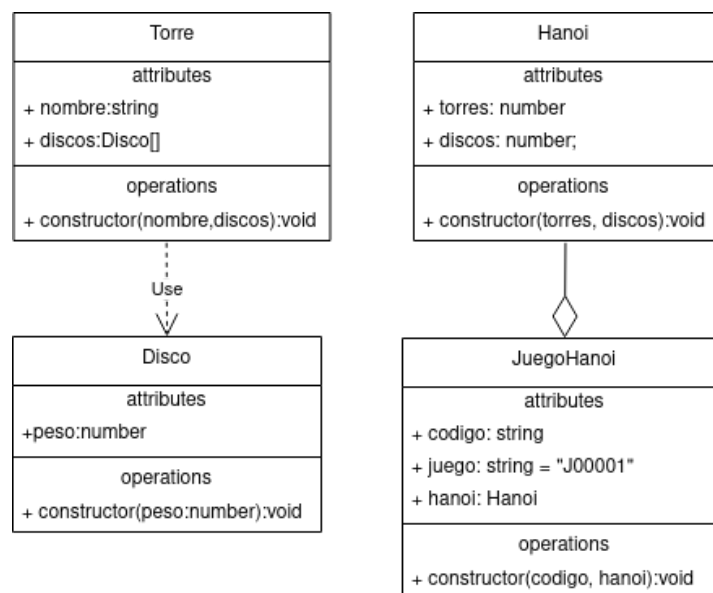 Torre
attributes
+ nombre:string
+ discos:Disco[]
operations
+ constructor(nombre,discos):void
Use
Disco
attributes
+peso:number
operations
+ constructor(peso:number):void
Hanoi
attributes
+ torres: number
+ discos: number;
operations
+ constructor(torres, discos):void
JuegoHanoi
attributes
+ codigo: string
+ juego: string = "J00001"
+ hanoi: Hanoi
operations
+ constructor(codigo, hanoi):void